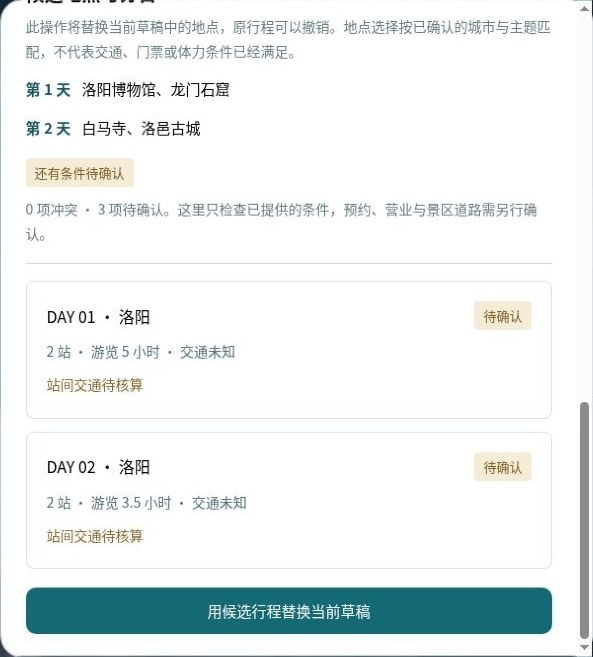 此操作将替换当前草稿中的地点，原行程可以撤销。地点选择按已确认的城市与主题匹
配，不代表交通、门票或体力条件已经满足。
第 1 天 洛阳博物馆、龙门石窟
第 2 天 白马寺、洛邑古城
还有条件待确认
0 项冲突 · 3 项待确认。这里只检查已提供的条件，预约、营业与景区道路需另行确
认。
DAY 01 · 洛阳
待确认
2 站 · 游览 5 小时 · 交通未知
站间交通待核算
DAY 02 · 洛阳
待确认
2 站 · 游览 3.5 小时 · 交通未知
站间交通待核算
用候选行程替换当前草稿